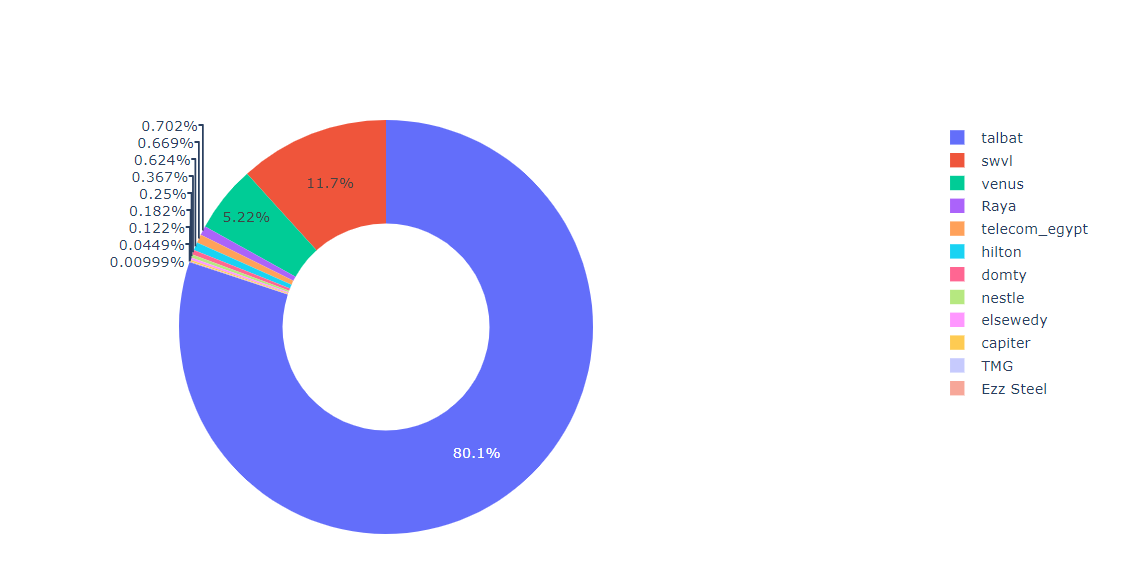 0.702%
0.669%
0.624%
0.367%
0.25%
0.182%
0.122%
0.0449%
0.00999%
11.7%
5.22%
80.1%
talbat
swvl
venus
Raya
telecom_egypt
hilton
domty
nestle
elsewedy
capiter
TMG
Ezz Steel